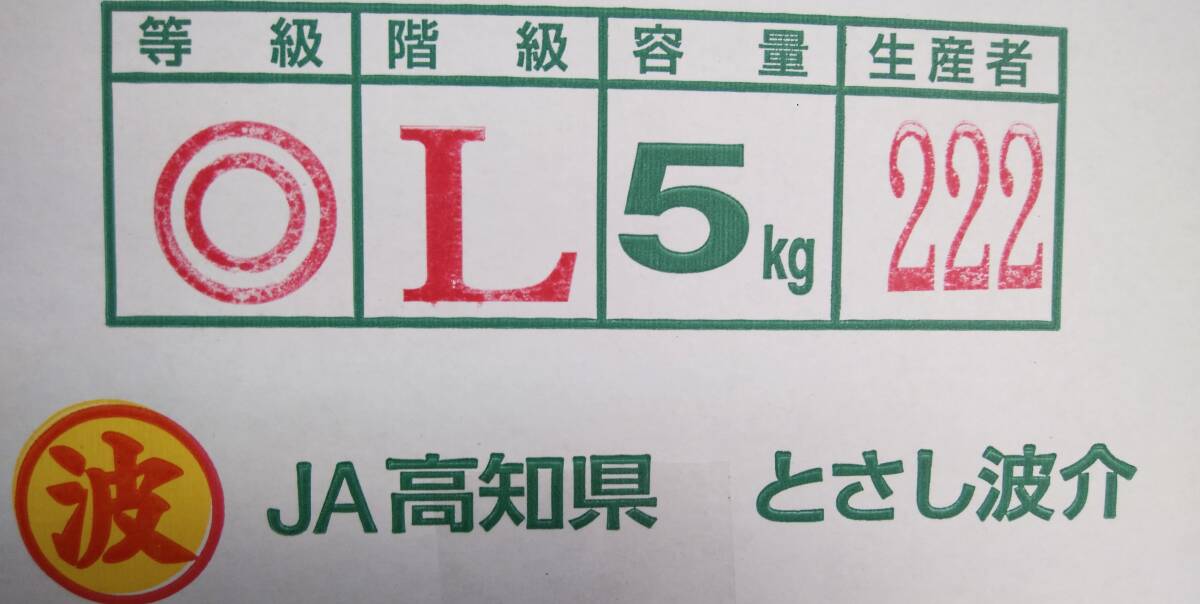 等級 階級 容量 生産者
◎ L 5kg 222
波 JA高知県 とさし波介